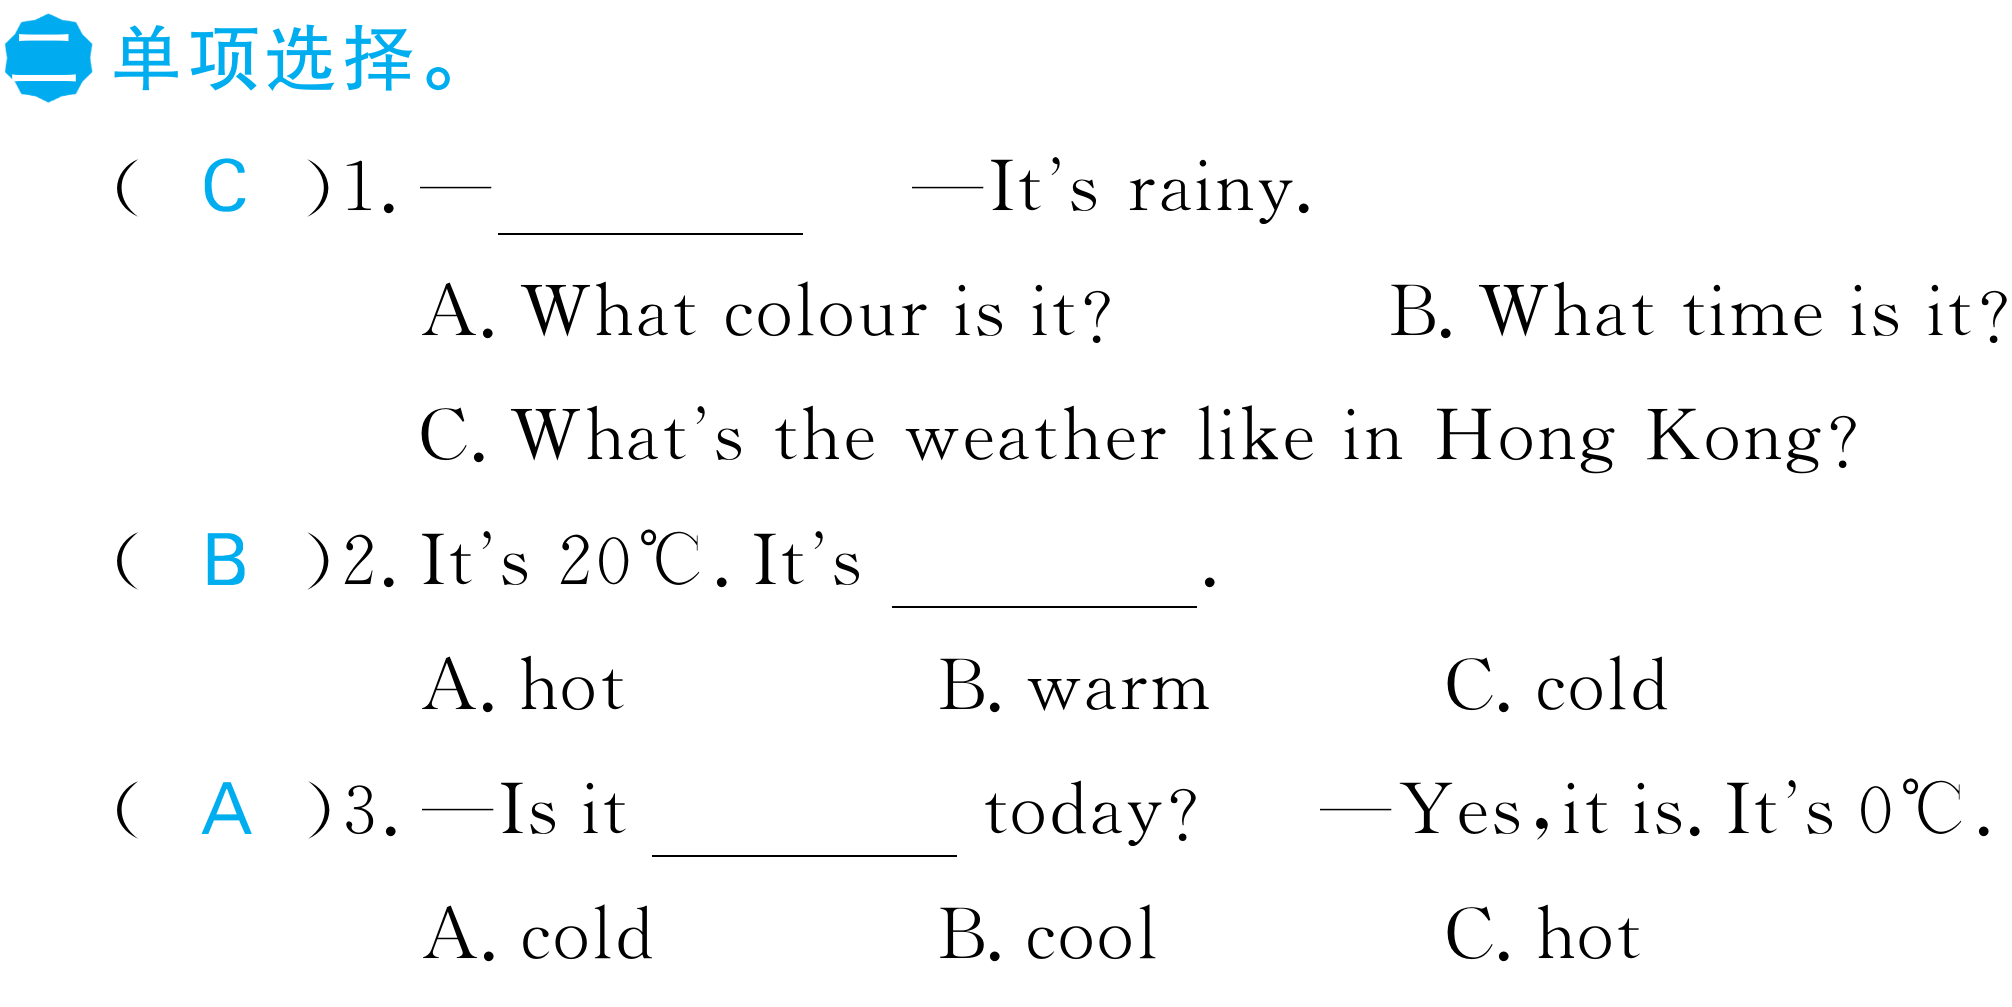 二 单项选择。
( C )1. —________ —It's rainy.
A. What colour is it? B. What time is it?
C. What's the weather like in Hong Kong?
( B )2. It's 20℃. It's ________.
A. hot B. warm C. cold
( A )3. —Is it ________ today? —Yes,it is. It's 0℃.
A. cold B. cool C. hot